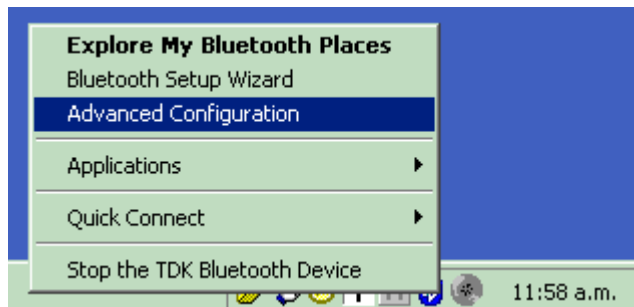 Explore My Bluetooth Places
Bluetooth Setup Wizard
Advanced Configuration
Applications
Quick Connect
Stop the TDK Bluetooth Device
11:58 a.m.